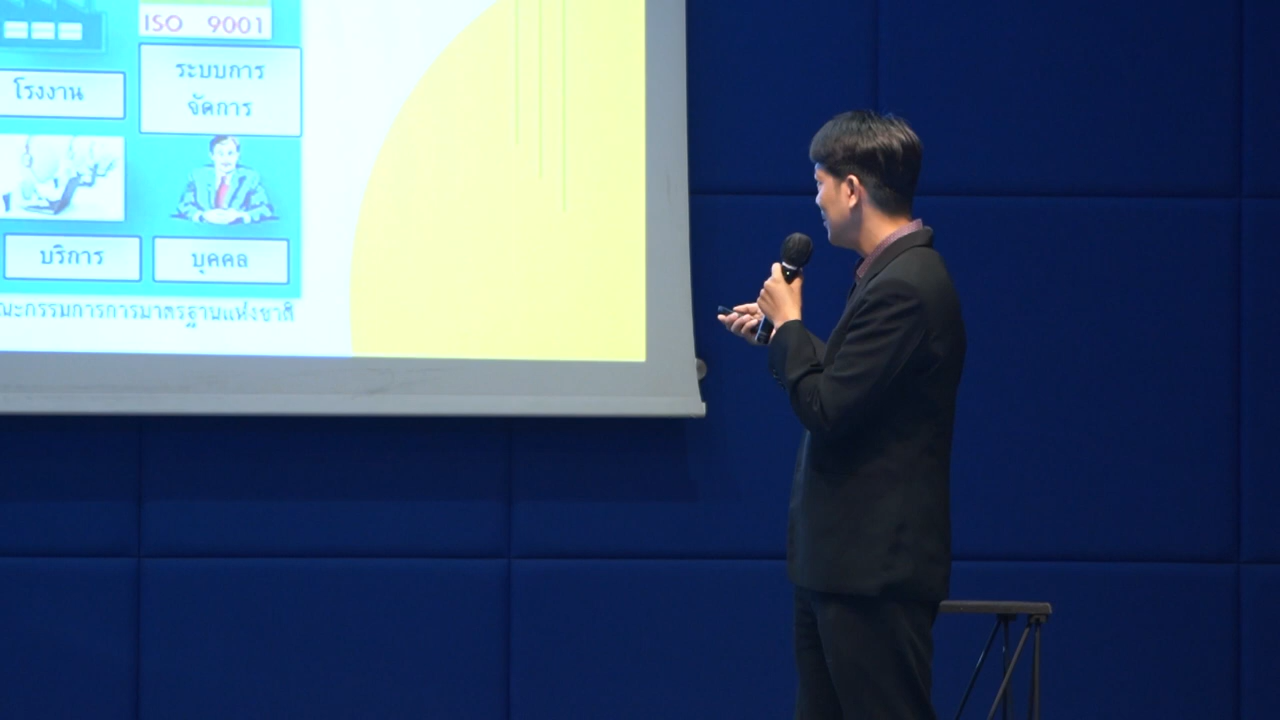 ISO 9001
โรงงาน
ระบบการ
จัดการ
บริการ
บุคคล
ณะกรรมการการมาตรฐานแห่งชาติ